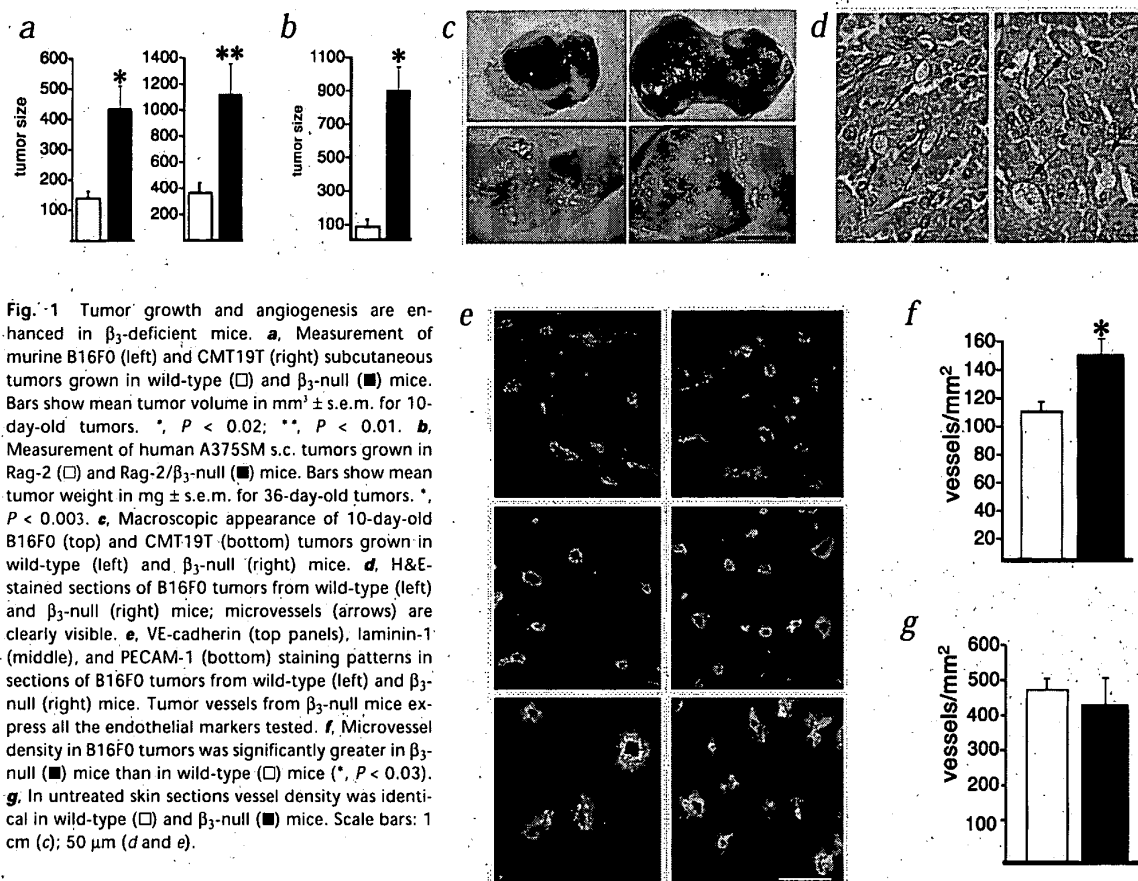 a
b
c
d
tumor size
600
500
400
300
200
100
*
1400
1200
1000
800
600
400
200
**
tumor size
1100
900
700
500
300
100
*
Fig. 1 Tumor growth and angiogenesis are en-
hanced in β₃-deficient mice. a, Measurement of
murine B16F0 (left) and CMT19T (right) subcutaneous
tumors grown in wild-type (□) and β₃-null (■) mice.
Bars show mean tumor volume in mm³ ± s.e.m. for 10-
day-old tumors. *, P < 0.02; **, P < 0.01. b,
Measurement of human A375SM s.c. tumors grown in
Rag-2 (□) and Rag-2/β₃-null (■) mice. Bars show mean
tumor weight in mg ± s.e.m. for 36-day-old tumors. *,
P < 0.003. c, Macroscopic appearance of 10-day-old
B16F0 (top) and CMT19T (bottom) tumors grown in
wild-type (left) and β₃-null (right) mice. d, H&E-
stained sections of B16F0 tumors from wild-type (left)
and β₃-null (right) mice; microvessels (arrows) are
clearly visible. e, VE-cadherin (top panels), laminin-1
(middle), and PECAM-1 (bottom) staining patterns in
sections of B16F0 tumors from wild-type (left) and β₃-
null (right) mice. Tumor vessels from β₃-null mice ex-
press all the endothelial markers tested. f, Microvessel
density in B16F0 tumors was significantly greater in β₃-
null (■) mice than in wild-type (□) mice (*, P < 0.03).
g, In untreated skin sections vessel density was identi-
cal in wild-type (□) and β₃-null (■) mice. Scale bars: 1
cm (c); 50 μm (d and e).
e
f
vessels/mm²
160
140
120
100
80
60
40
20
*
g
vessels/mm²
600
500
400
300
200
100